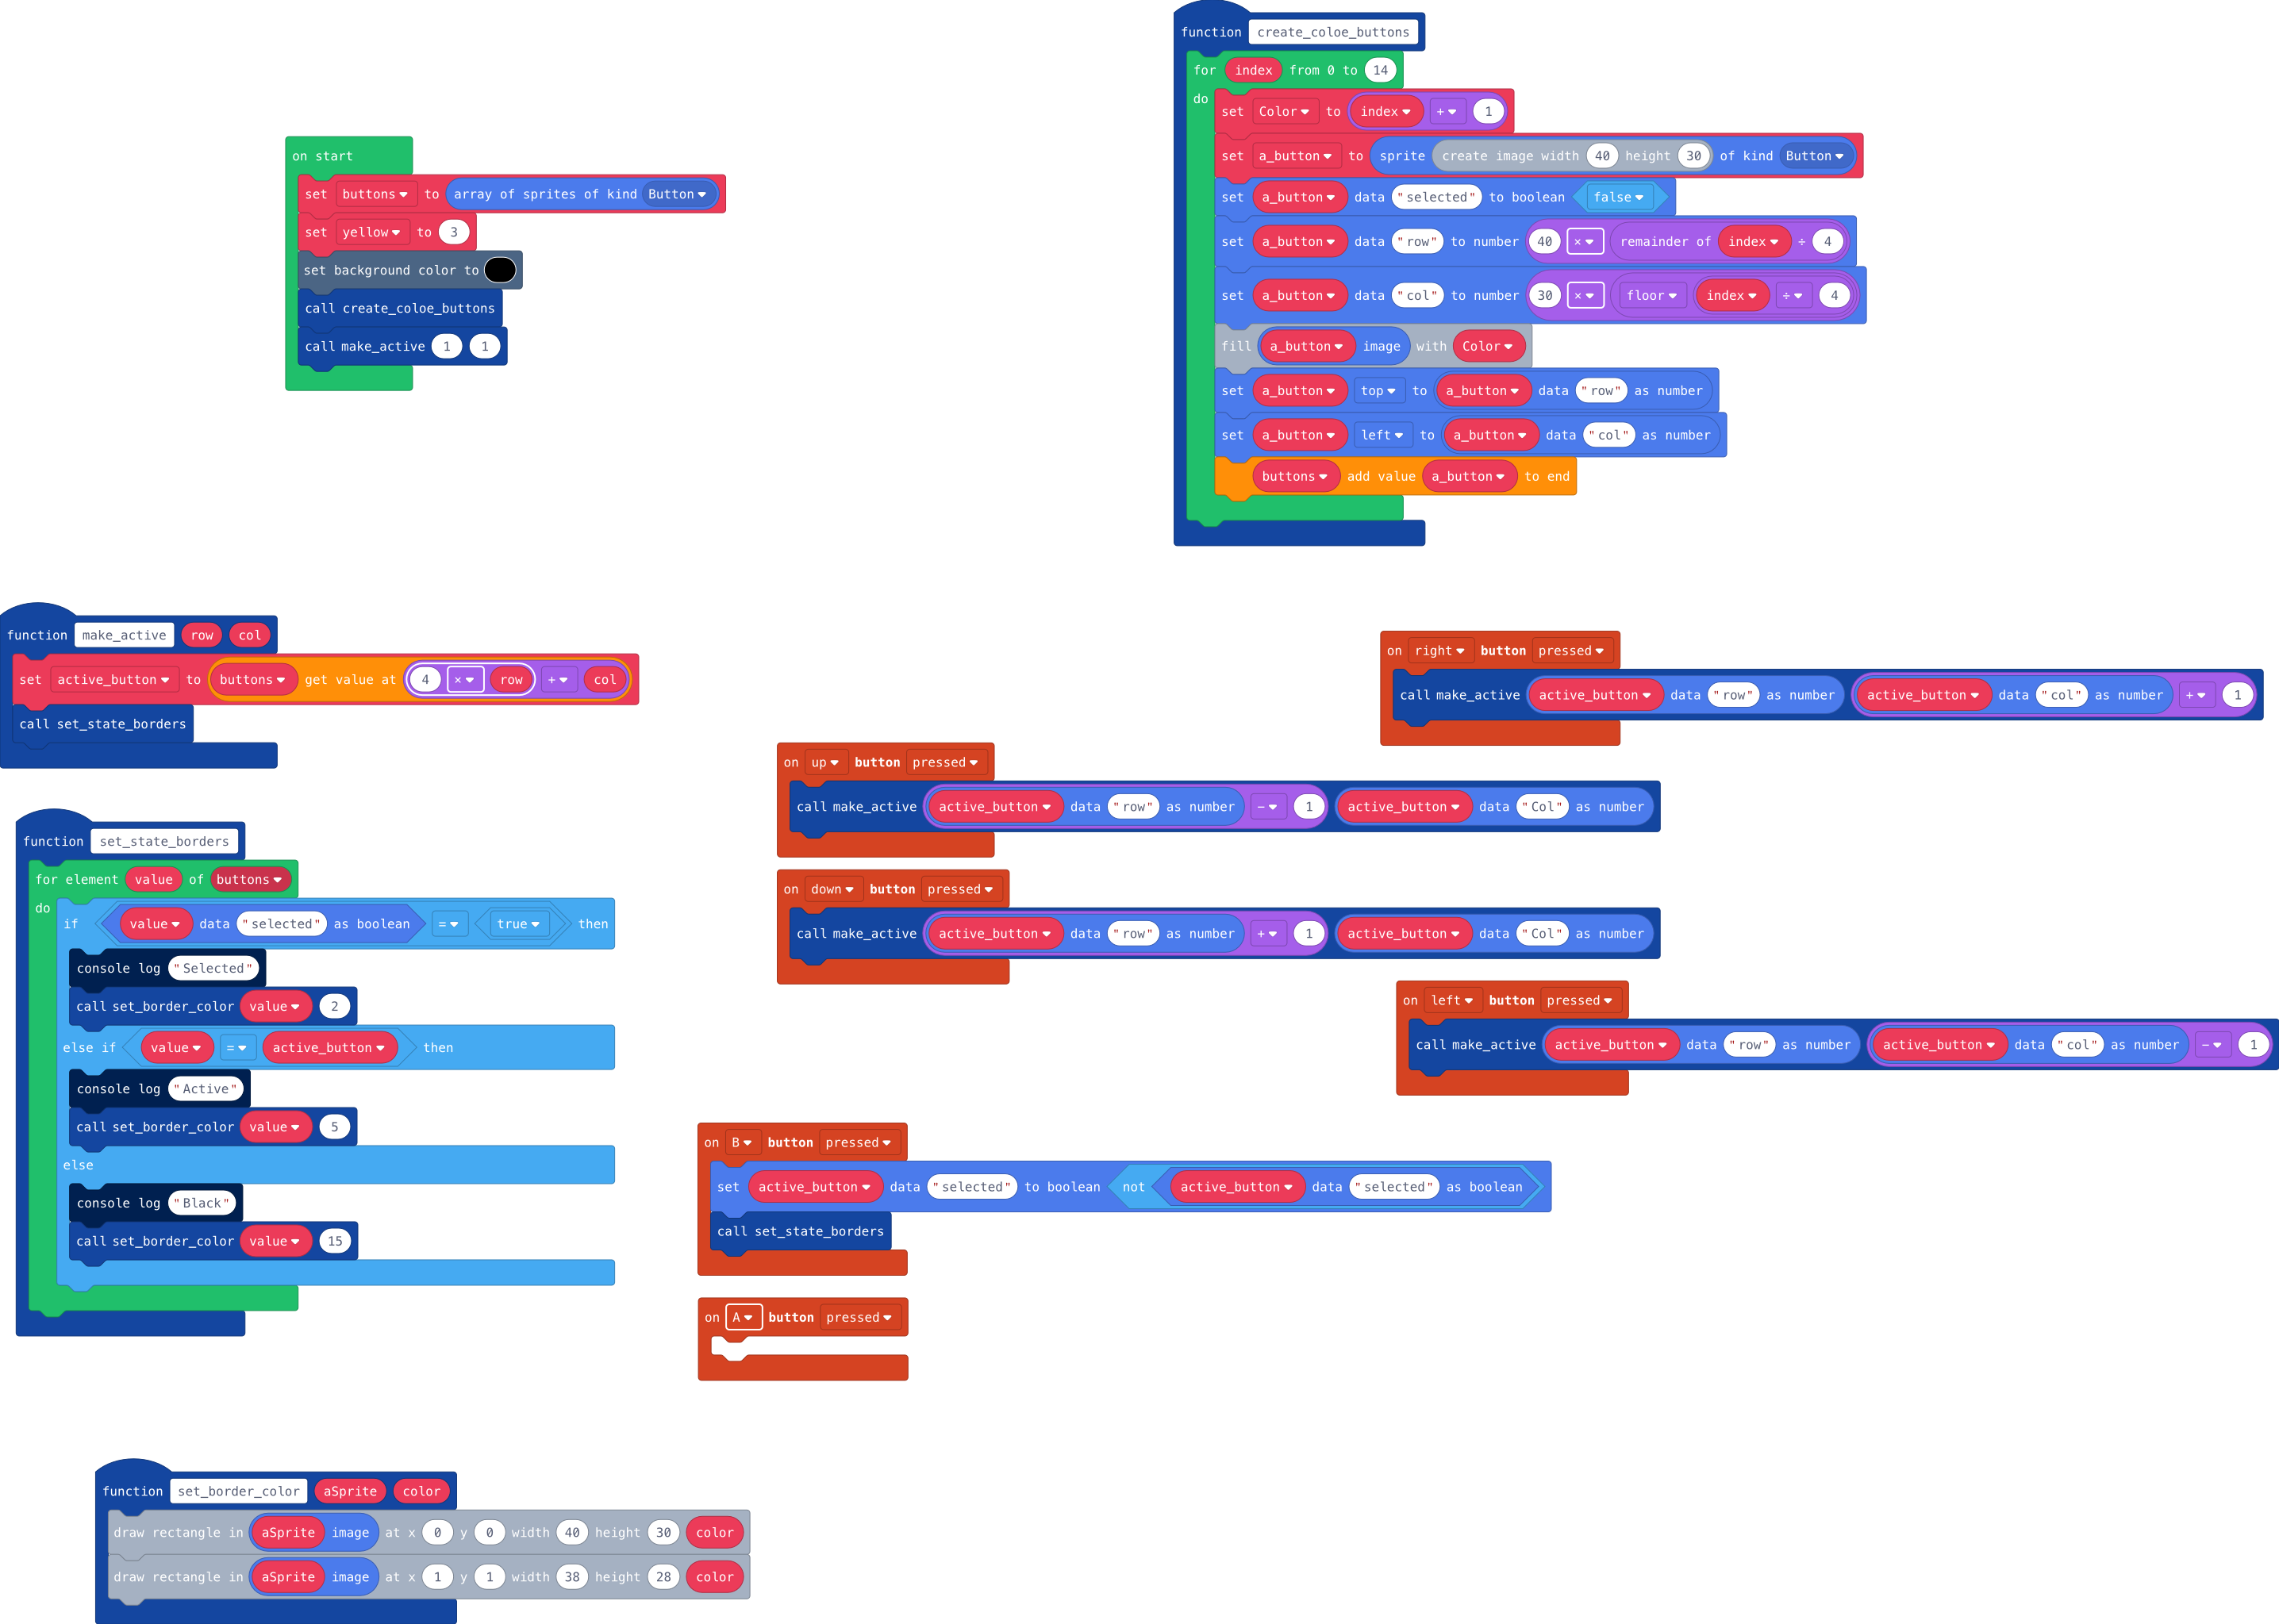 on start
set buttons to array of sprites of kind Button
set yellow to 3
set background color to
call create_coloe_buttons
call make_active 1 1
function create_coloe_buttons
for index from 0 to 14
do
set Color to index + 1
set a_button to sprite create image width 40 height 30 of kind Button
set a_button data "selected" to boolean false
set a_button data "row" to number 40 × remainder of index ÷ 4
set a_button data "col" to number 30 × floor index ÷ 4
fill a_button image with Color
set a_button top to a_button data "row" as number
set a_button left to a_button data "col" as number
buttons add value a_button to end
function make_active row col
set active_button to buttons get value at 4 × row + col
call set_state_borders
on right button pressed
call make_active active_button data "row" as number active_button data "col" as number + 1
on up button pressed
call make_active active_button data "row" as number - 1 active_button data "Col" as number
on down button pressed
call make_active active_button data "row" as number + 1 active_button data "Col" as number
on left button pressed
call make_active active_button data "row" as number active_button data "col" as number - 1
function set_state_borders
for element value of buttons
do
if value data "selected" as boolean = true then
console log "Selected"
call set_border_color value 2
else if value = active_button then
console log "Active"
call set_border_color value 5
else
console log "Black"
call set_border_color value 15
on B button pressed
set active_button data "selected" to boolean not active_button data "selected" as boolean
call set_state_borders
on A button pressed
function set_border_color aSprite color
draw rectangle in aSprite image at x 0 y 0 width 40 height 30 color
draw rectangle in aSprite image at x 1 y 1 width 38 height 28 color